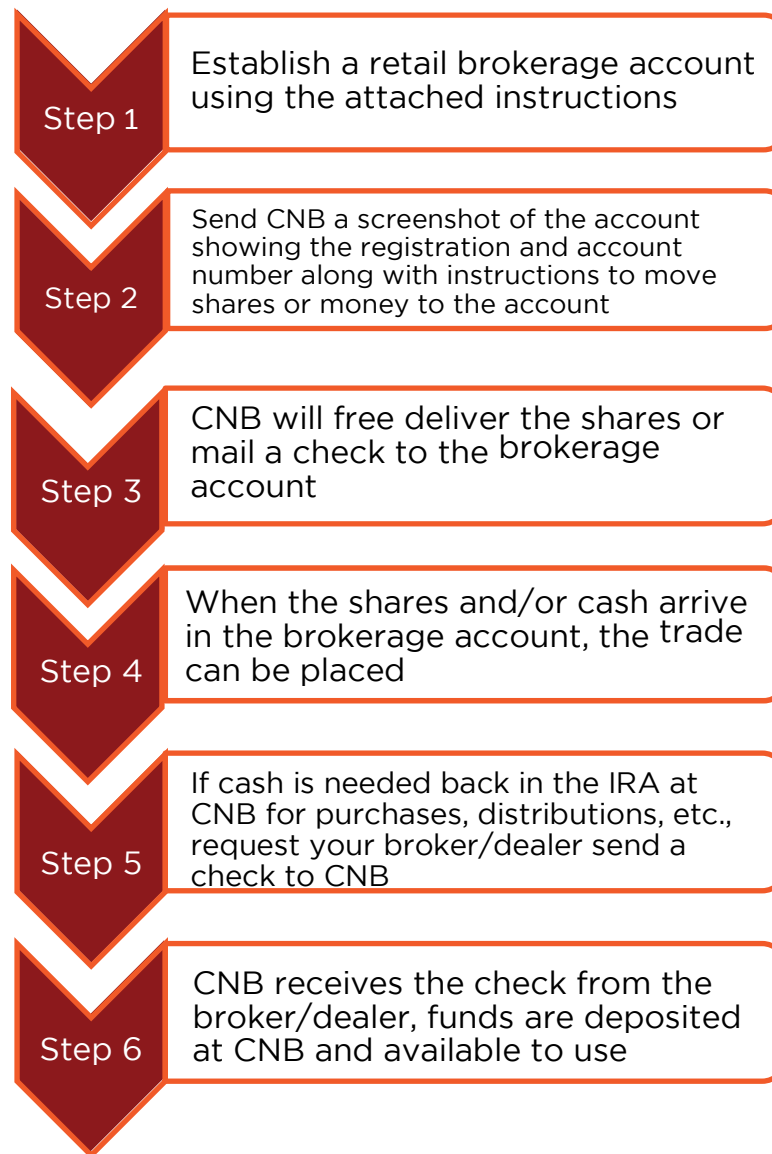 Step 1
Establish a retail brokerage account
using the attached instructions
Step 2
Send CNB a screenshot of the account
showing the registration and account
number along with instructions to move
shares or money to the account
Step 3
CNB will free deliver the shares or
mail a check to the brokerage
account
Step 4
When the shares and/or cash arrive
in the brokerage account, the trade
can be placed
Step 5
If cash is needed back in the IRA at
CNB for purchases, distributions, etc.,
request your broker/dealer send a
check to CNB
Step 6
CNB receives the check from the
broker/dealer, funds are deposited
at CNB and available to use